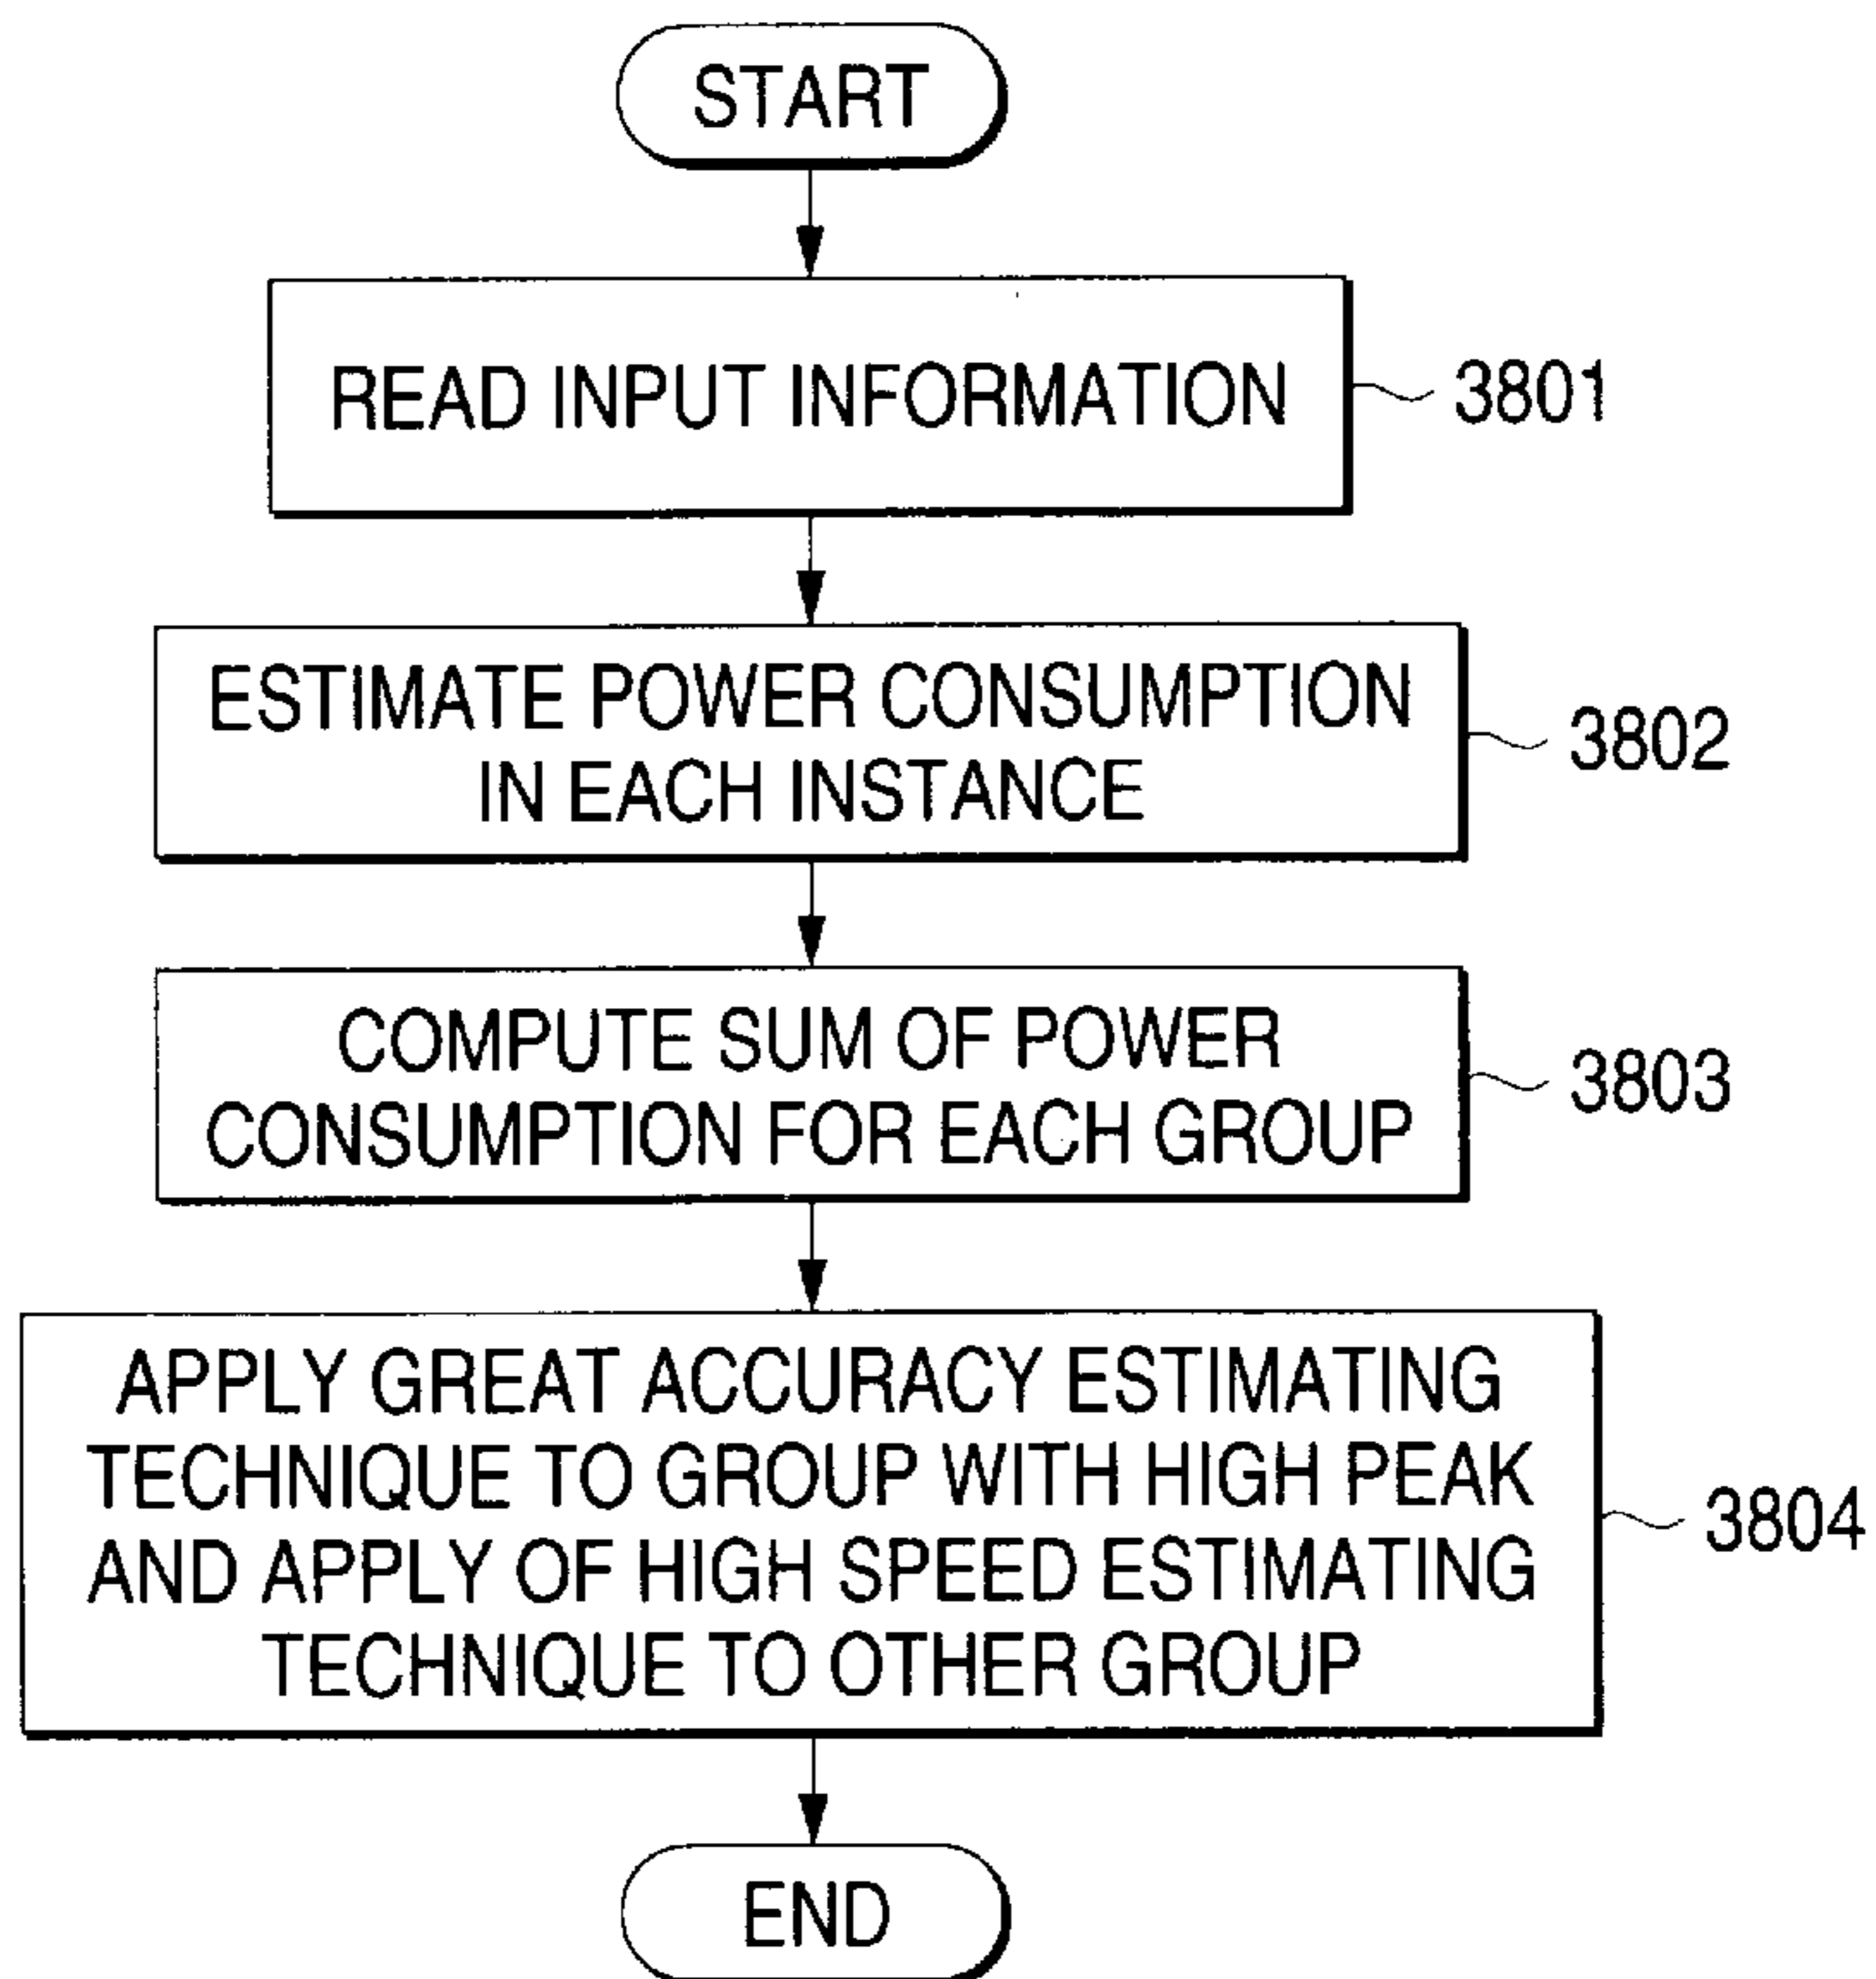 START
READ INPUT INFORMATION
3801
ESTIMATE POWER CONSUMPTION
IN EACH INSTANCE
3802
COMPUTE SUM OF POWER
CONSUMPTION FOR EACH GROUP
3803
APPLY GREAT ACCURACY ESTIMATING
TECHNIQUE TO GROUP WITH HIGH PEAK
AND APPLY OF HIGH SPEED ESTIMATING
TECHNIQUE TO OTHER GROUP
3804
END